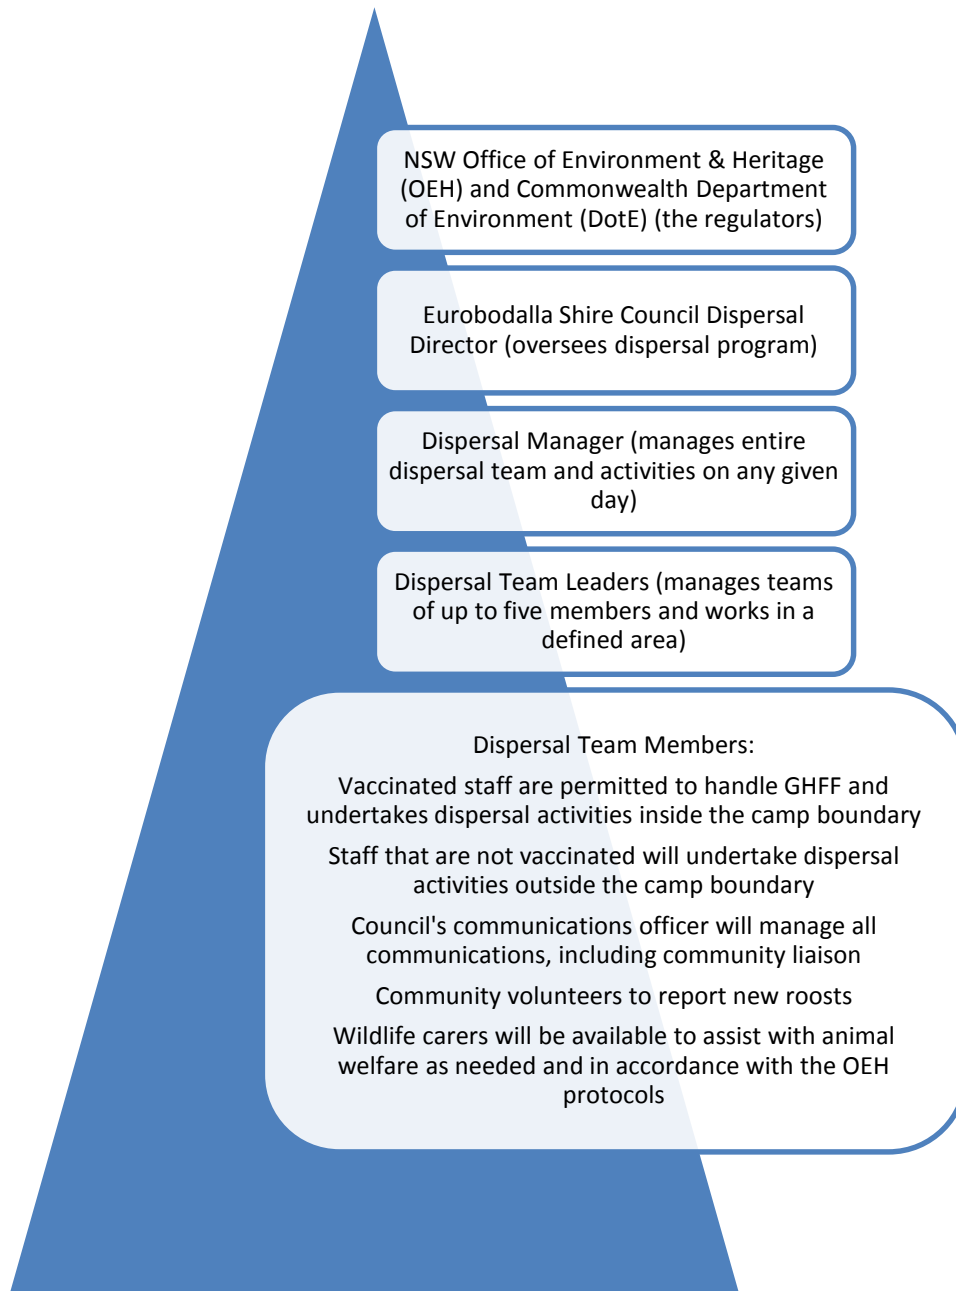 NSW Office of Environment & Heritage
(OEH) and Commonwealth Department
of Environment (DotE) (the regulators)
Eurobodalla Shire Council Dispersal
Director (oversees dispersal program)
Dispersal Manager (manages entire
dispersal team and activities on any given
day)
Dispersal Team Leaders (manages teams
of up to five members and works in a
defined area)
Dispersal Team Members:
Vaccinated staff are permitted to handle GHFF and
undertakes dispersal activities inside the camp boundary
Staff that are not vaccinated will undertake dispersal
activities outside the camp boundary
Council's communications officer will manage all
communications, including community liaison
Community volunteers to report new roosts
Wildlife carers will be available to assist with animal
welfare as needed and in accordance with the OEH
protocols